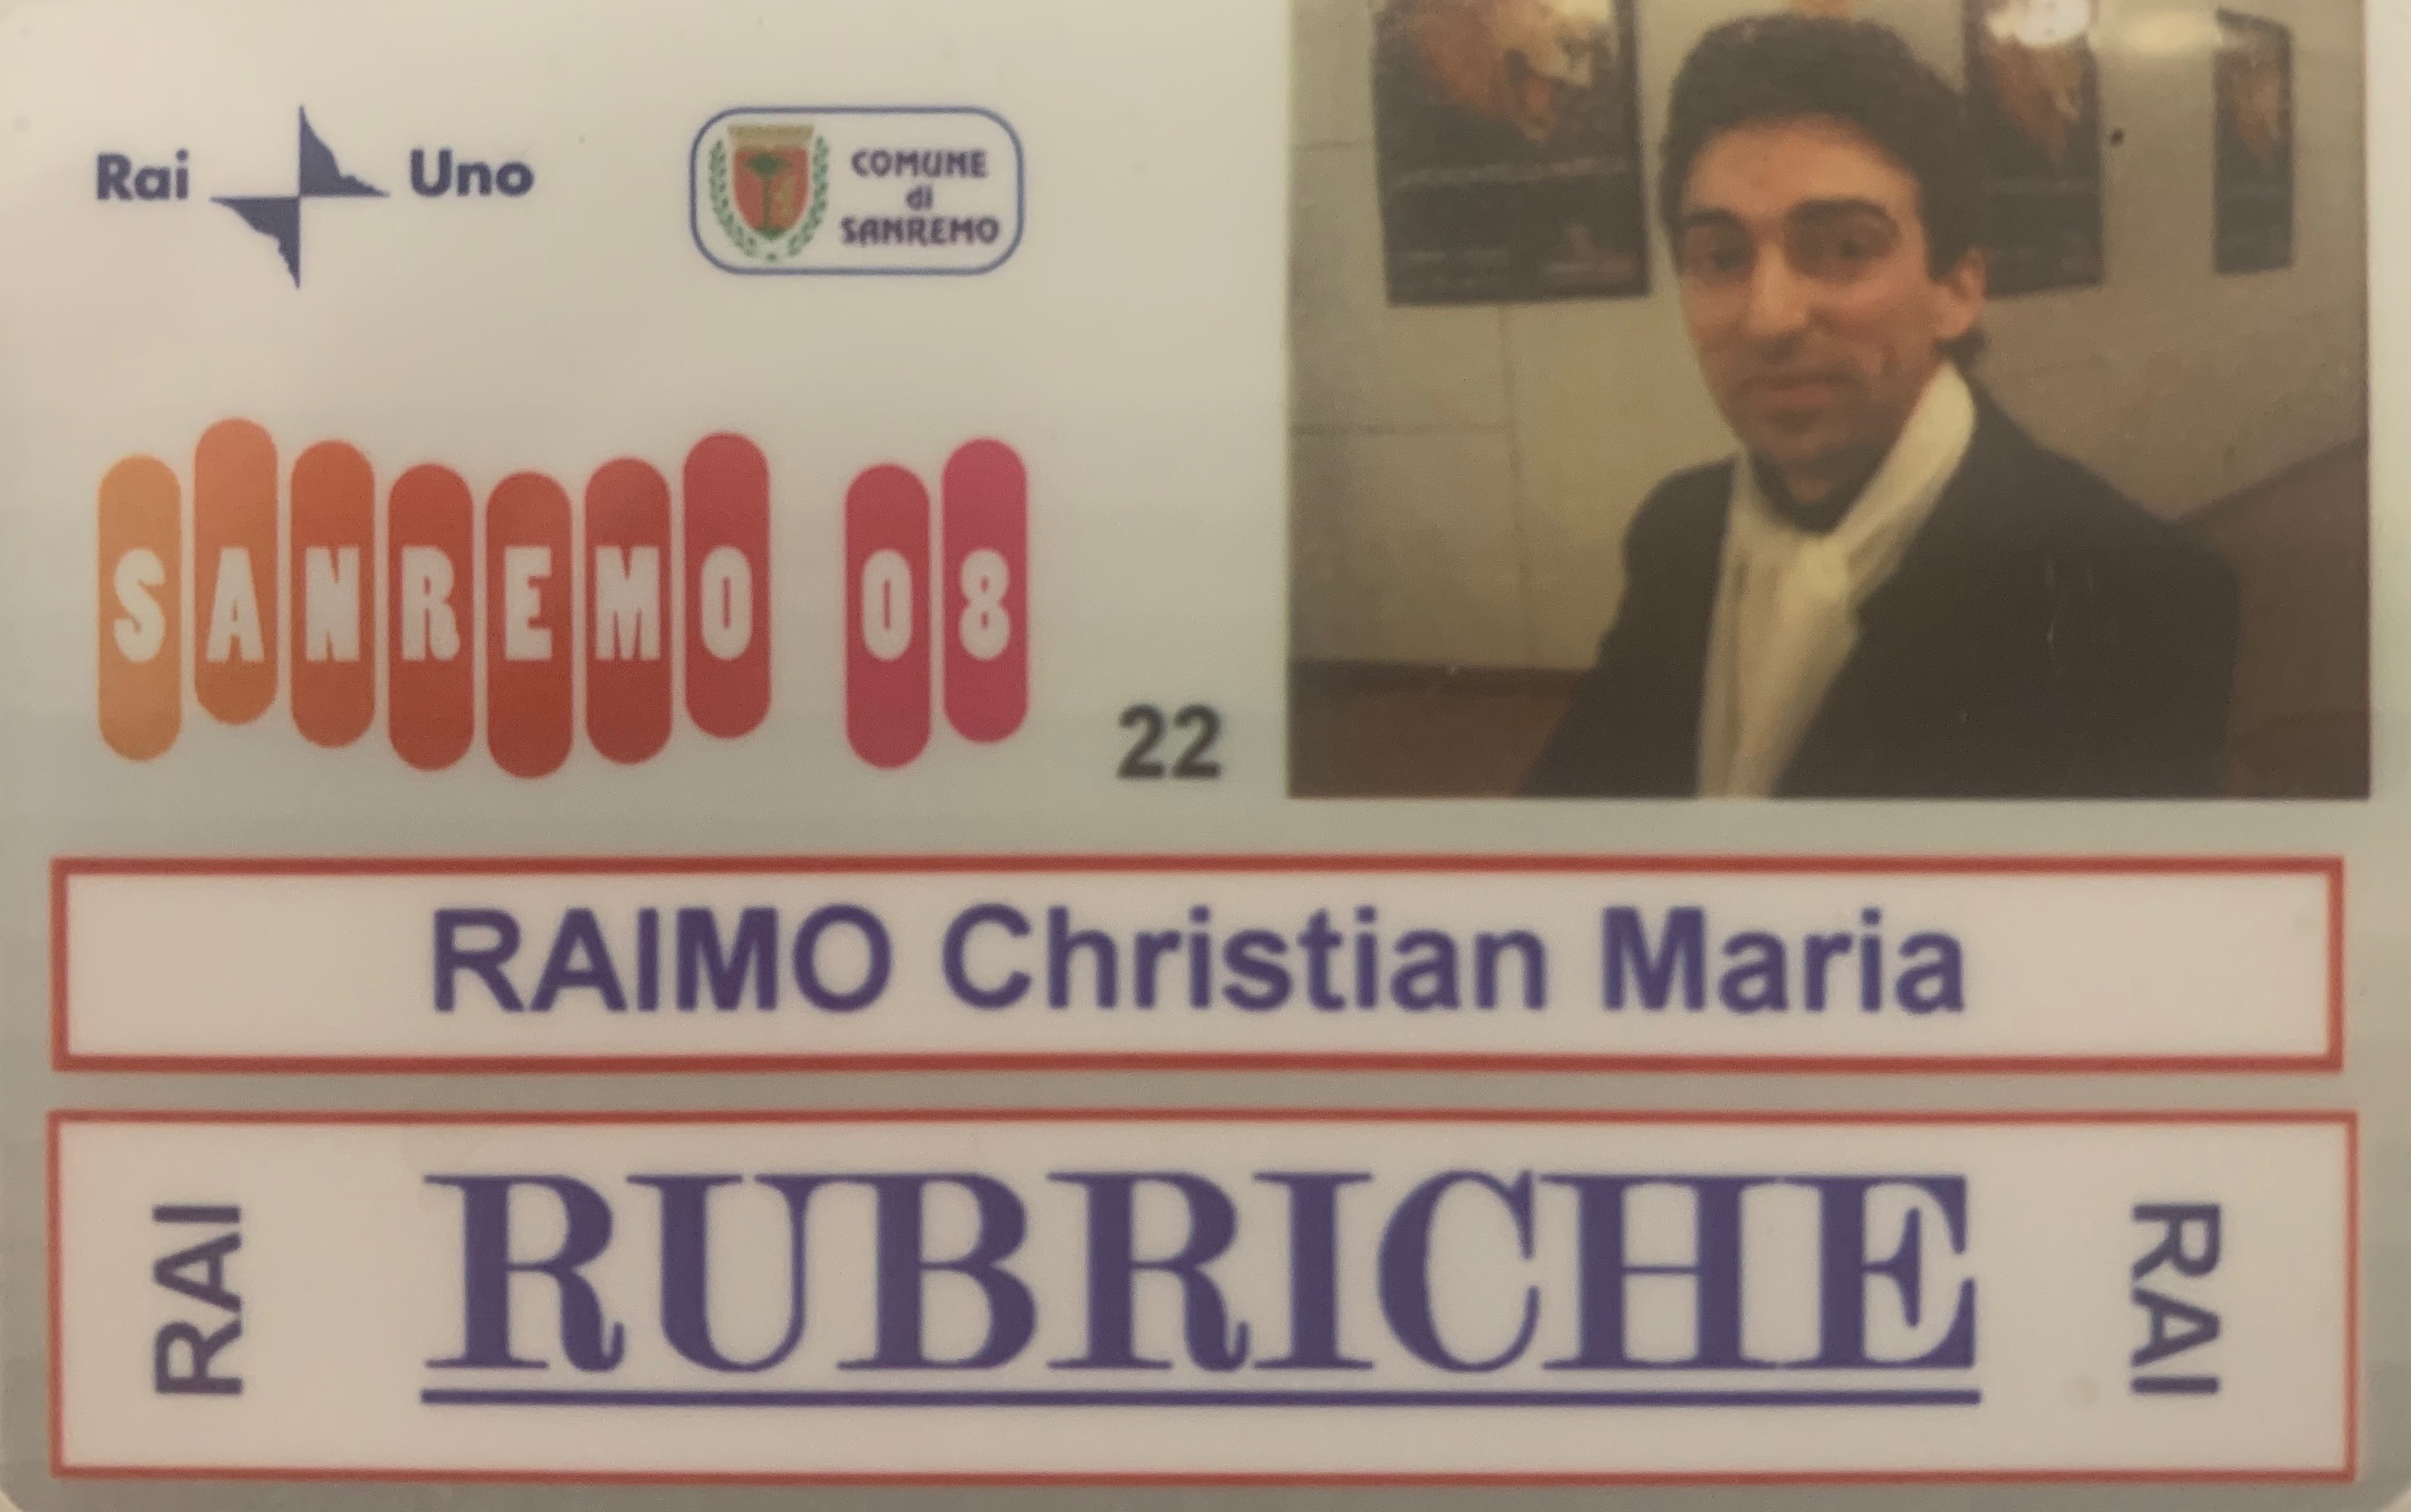 Rai Uno
COMUNE
di
SANREMO
SANREMO 08
22
RAIMO Christian Maria
RAI RUBRICHE RAI